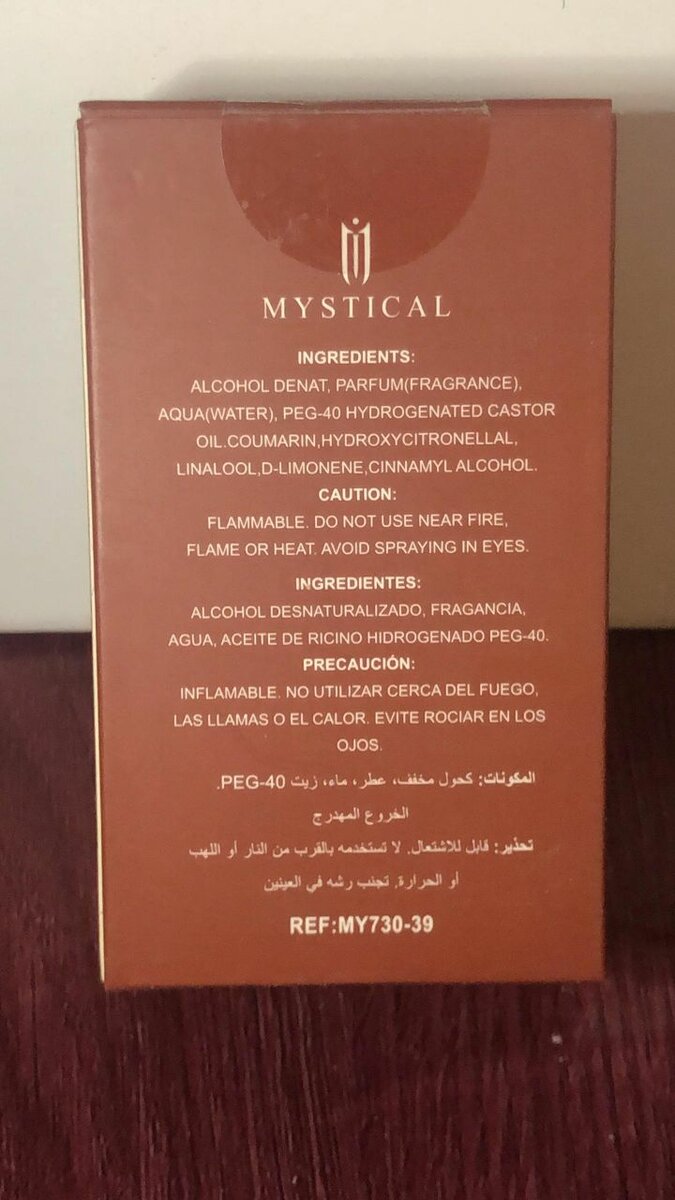 MYSTICAL
INGREDIENTS:
ALCOHOL DENAT, PARFUM(FRAGRANCE),
AQUA(WATER), PEG-40 HYDROGENATED CASTOR
OIL.COUMARIN,HYDROXYCITRONELLAL,
LINALOOL,D-LIMONENE,CINNAMYL ALCOHOL.
CAUTION:
FLAMMABLE. DO NOT USE NEAR FIRE,
FLAME OR HEAT. AVOID SPRAYING IN EYES.
INGREDIENTES:
ALCOHOL DESNATURALIZADO, FRAGANCIA,
AGUA, ACEITE DE RICINO HIDROGENADO PEG-40.
PRECAUCIÓN:
INFLAMABLE. NO UTILIZAR CERCA DEL FUEGO,
LAS LLAMAS O EL CALOR. EVITE ROCIAR EN LOS
OJOS.
المكونات: كحول مخفف، عطر، ماء، زيت PEG-40.
الخروع المهدرج
تحذير: قابل للاشتعال. لا تستخدمه بالقرب من النار أو اللهب
أو الحرارة. تجنب رشه في العينين
REF:MY730-39